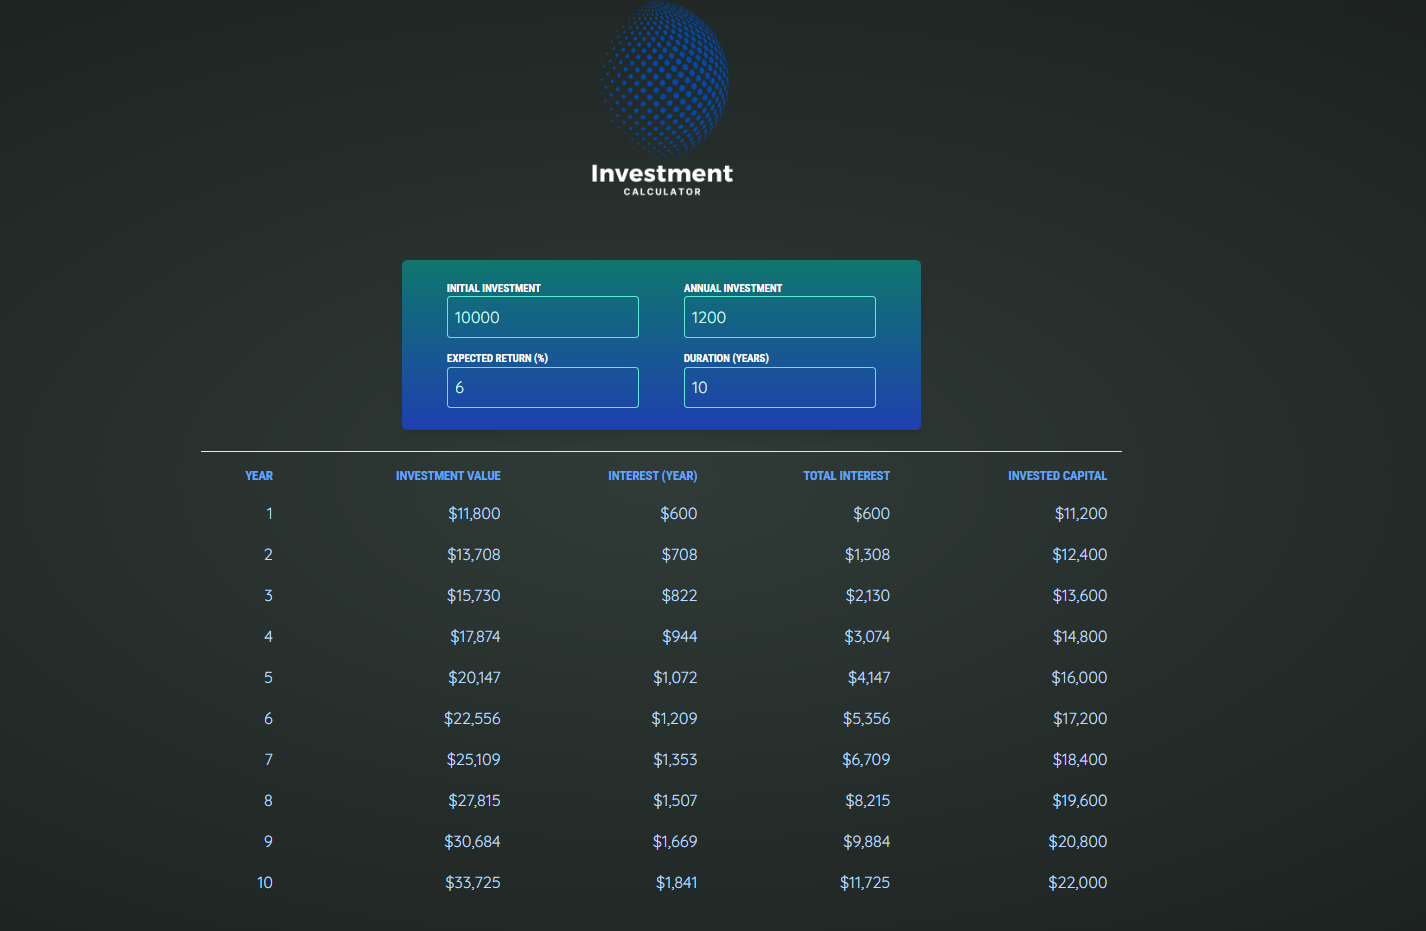 Investment
CALCULATOR
INITIAL INVESTMENT ANNUAL INVESTMENT
10000 1200
EXPECTED RETURN (%) DURATION (YEARS)
6 10
YEAR INVESTMENT VALUE INTEREST (YEAR) TOTAL INTEREST INVESTED CAPITAL
1 $11,800 $600 $600 $11,200
2 $13,708 $708 $1,308 $12,400
3 $15,730 $822 $2,130 $13,600
4 $17,874 $944 $3,074 $14,800
5 $20,147 $1,072 $4,147 $16,000
6 $22,556 $1,209 $5,356 $17,200
7 $25,109 $1,353 $6,709 $18,400
8 $27,815 $1,507 $8,215 $19,600
9 $30,684 $1,669 $9,884 $20,800
10 $33,725 $1,841 $11,725 $22,000